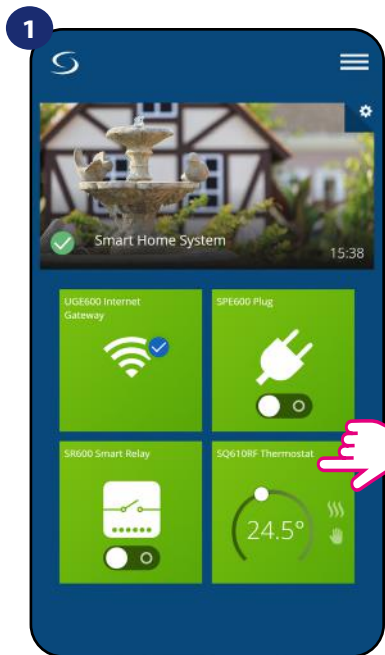 1
Smart Home System
15:38
UGE600 Internet
Gateway
SPE600 Plug
SR600 Smart Relay
SQ610RF Thermostat
24.5°